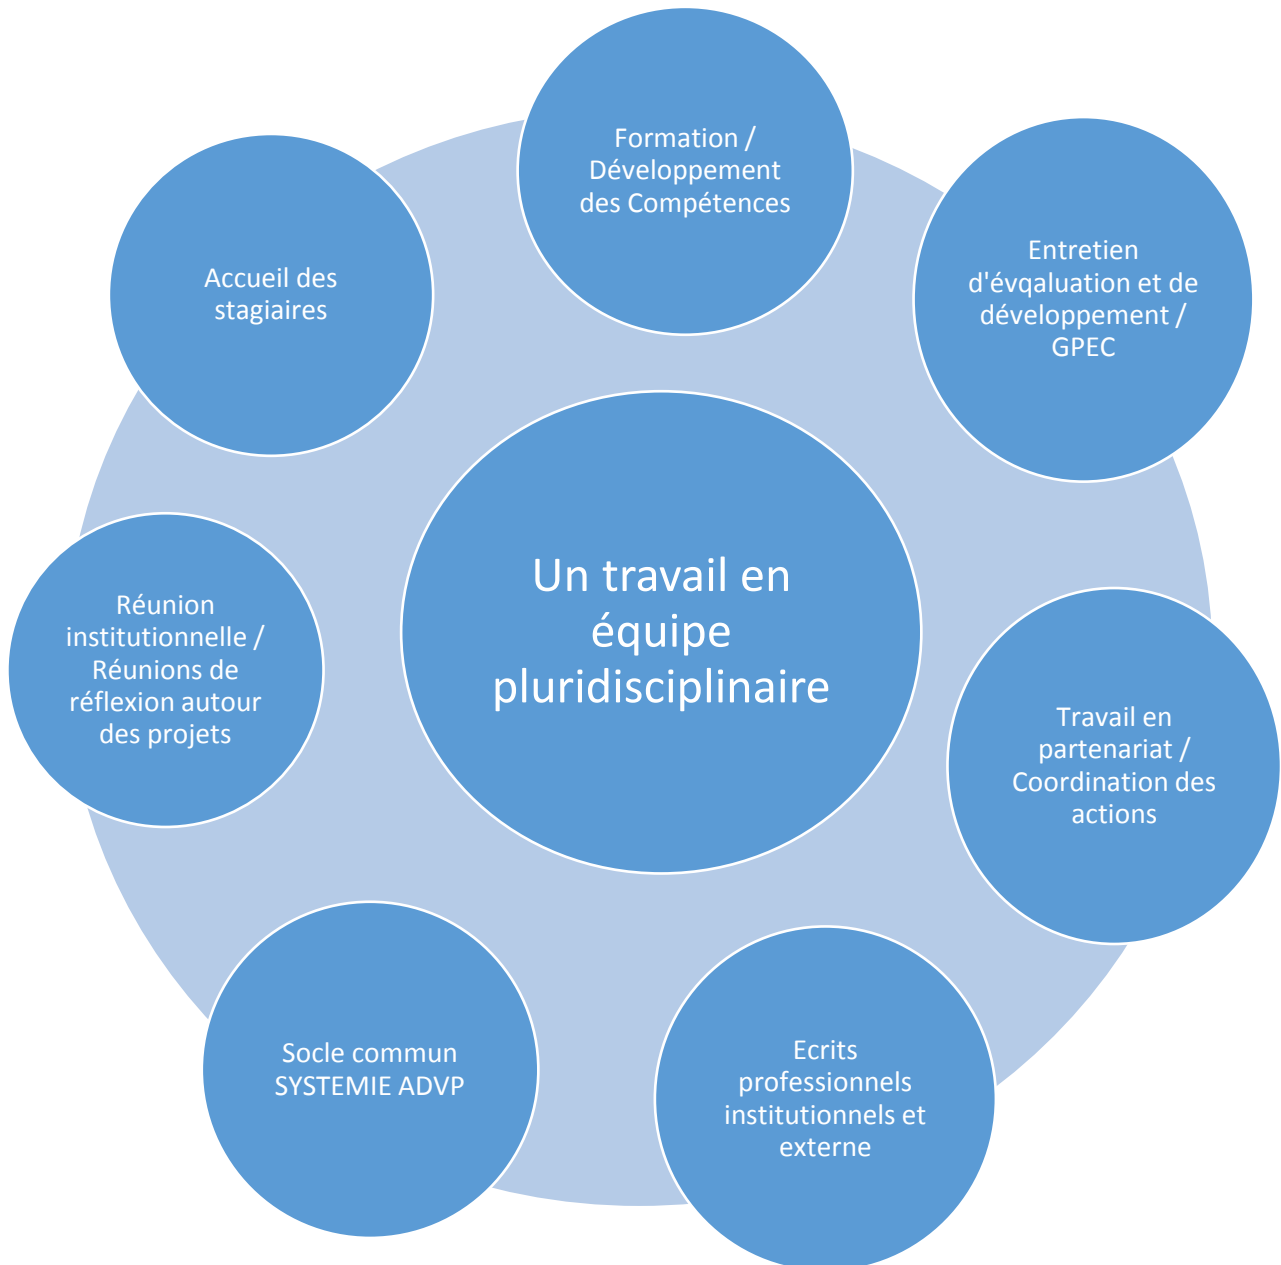 Formation /
Développement
des Compétences
Entretien
d'évqaluation et de
développement /
GPEC
Accueil des
stagiaires
Un travail en
équipe
pluridisciplinaire
Réunion
institutionnelle /
Réunions de
réflexion autour
des projets
Travail en
partenariat /
Coordination des
actions
Socle commun
SYSTEMIE ADVP
Ecrits
professionnels
institutionnels et
externe